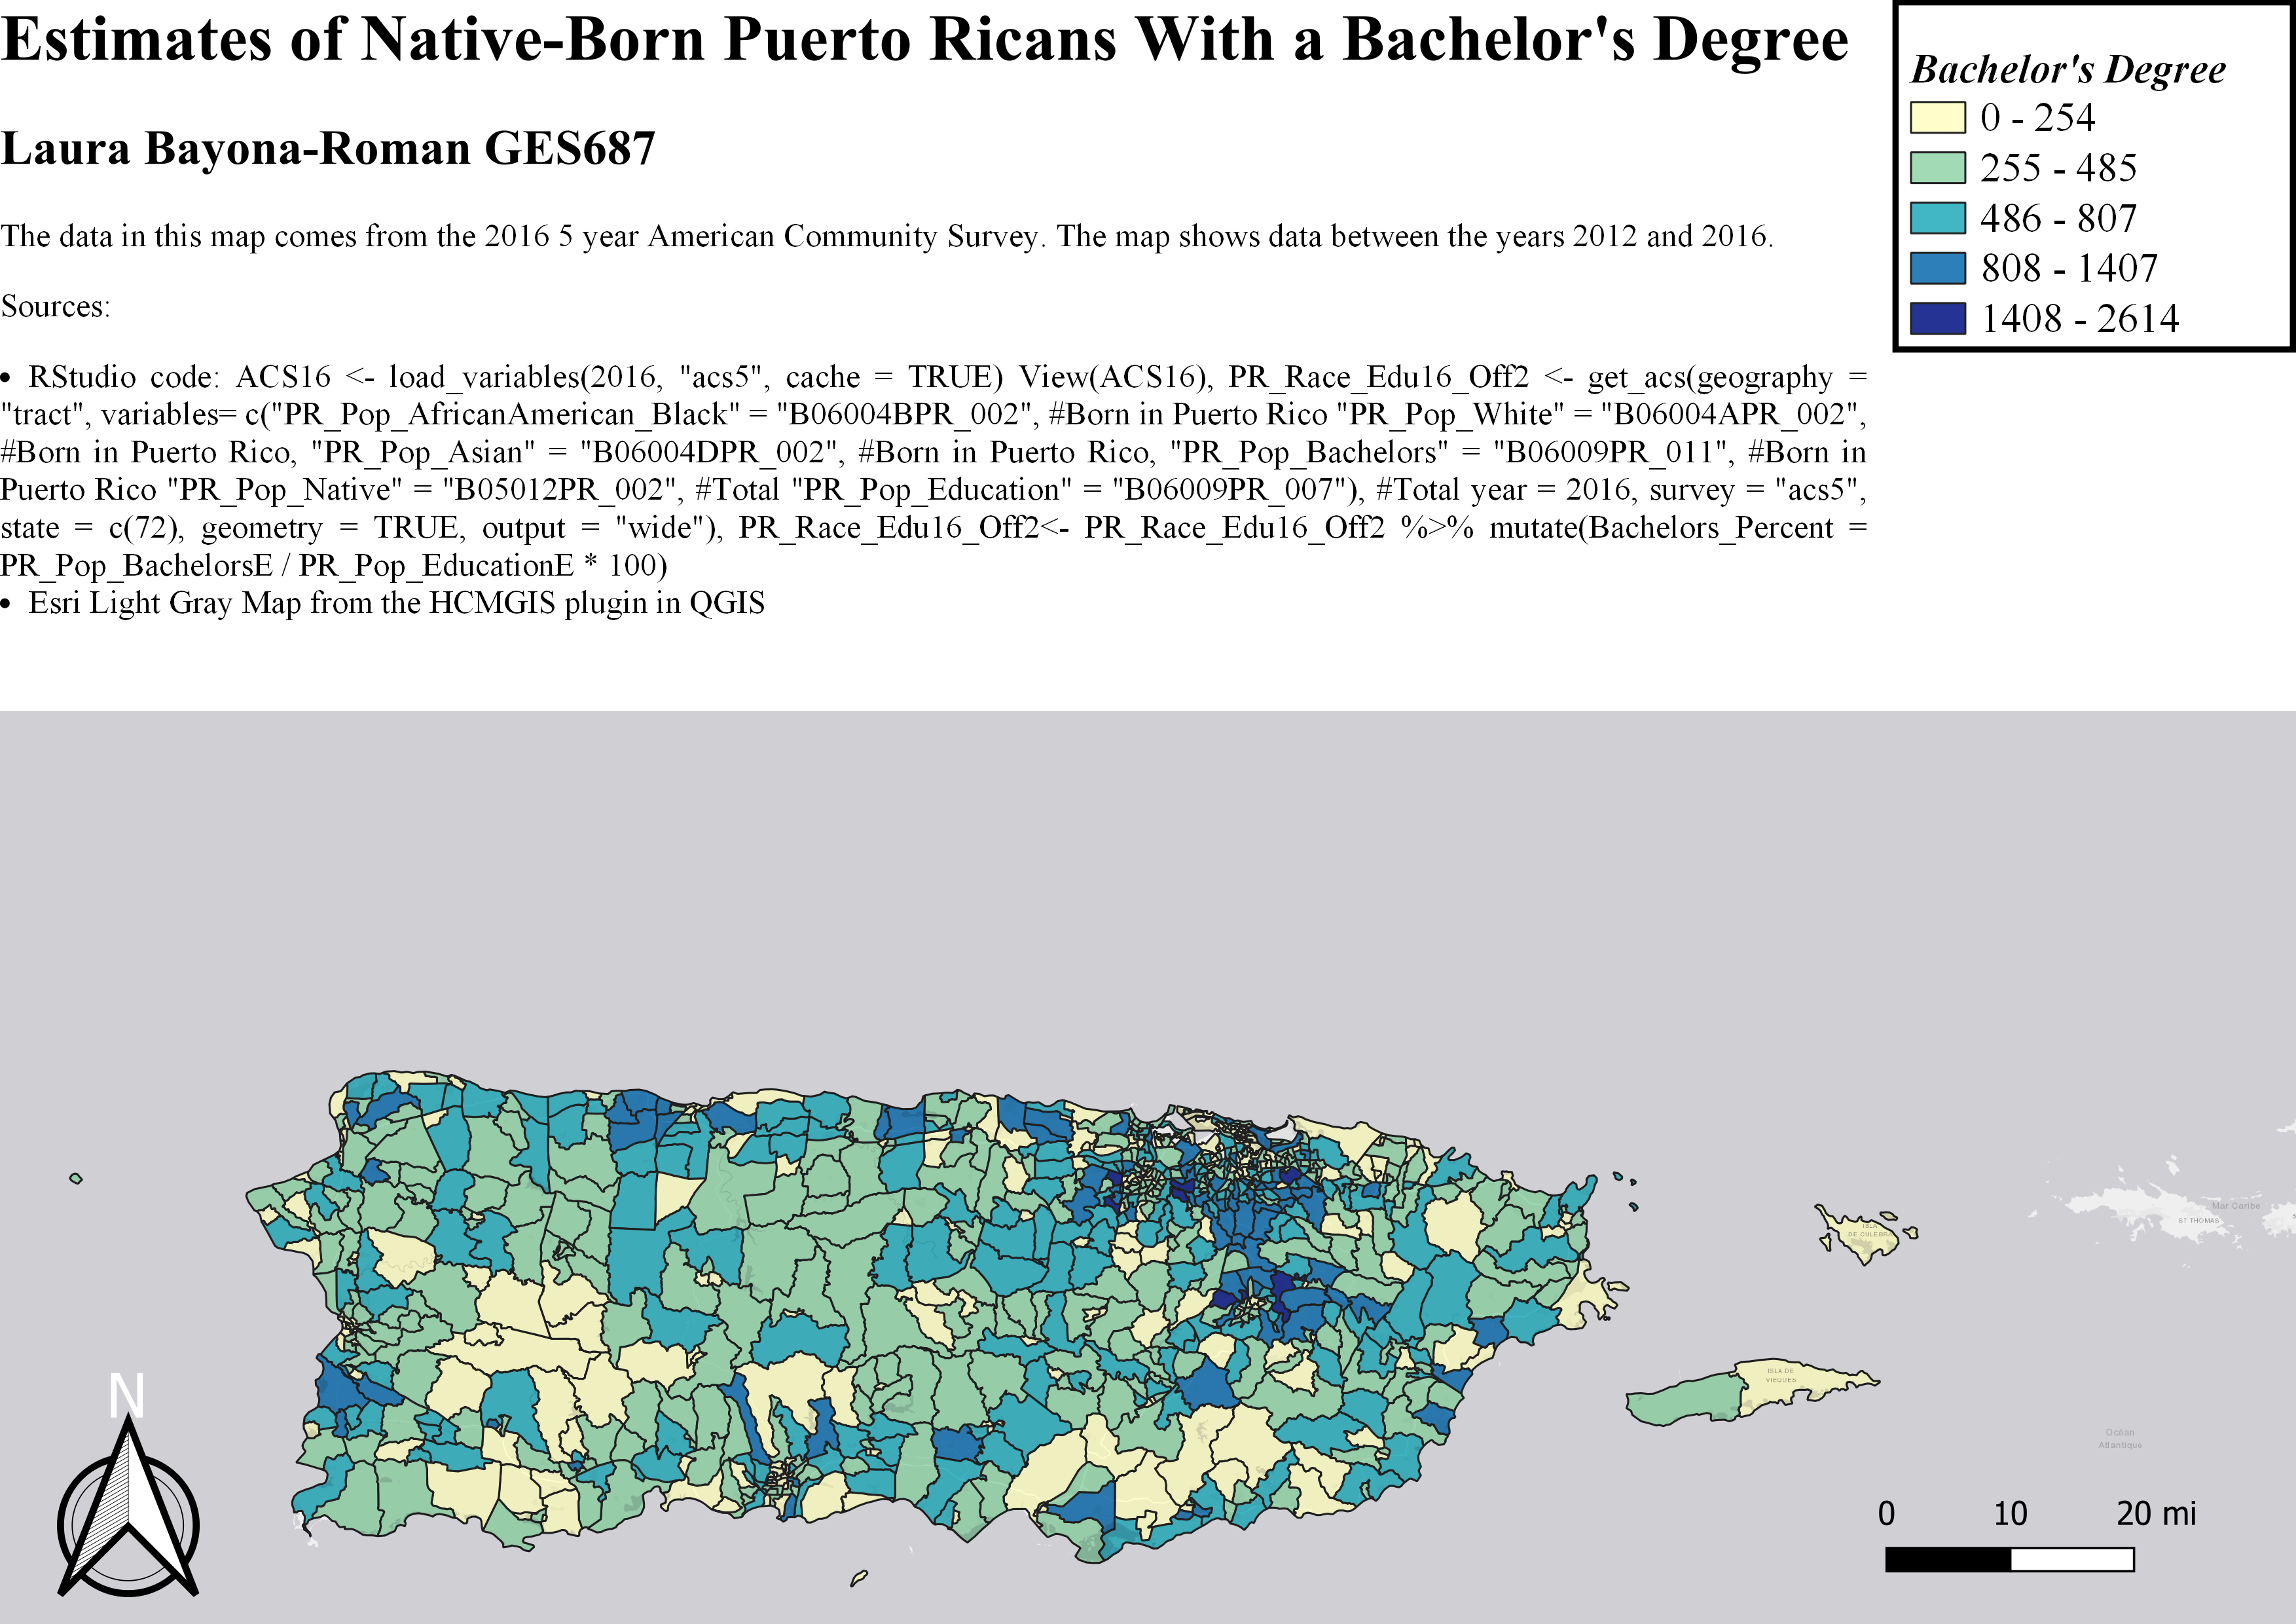 Estimates of Native-Born Puerto Ricans With a Bachelor's Degree
Laura Bayona-Roman GES687
The data in this map comes from the 2016 5 year American Community Survey. The map shows data between the years 2012 and 2016.
Sources:
• RStudio code: ACS16 <- load_variables(2016, "acs5", cache = TRUE) View(ACS16), PR_Race_Edu16_Off2 <- get_acs(geography =
"tract", variables= c("PR_Pop_AfricanAmerican_Black" = "B06004BPR_002", #Born in Puerto Rico "PR_Pop_White" = "B06004APR_002",
#Born in Puerto Rico, "PR_Pop_Asian" = "B06004DPR_002", #Born in Puerto Rico, "PR_Pop_Bachelors" = "B06009PR_011", #Born in
Puerto Rico "PR_Pop_Native" = "B05012PR_002", #Total "PR_Pop_Education" = "B06009PR_007"), #Total year = 2016, survey = "acs5",
state = c(72), geometry = TRUE, output = "wide"), PR_Race_Edu16_Off2<- PR_Race_Edu16_Off2 %>% mutate(Bachelors_Percent =
PR_Pop_BachelorsE / PR_Pop_EducationE * 100)
• Esri Light Gray Map from the HCMGIS plugin in QGIS
Bachelor's Degree
0 - 254
255 - 485
486 - 807
808 - 1407
1408 - 2614
Mar Caribe
ST THOMAS
ISLA
DE CULEBRA
ISLA DE
VIEQUES
Océan
Atlantique
N
0 10 20 mi